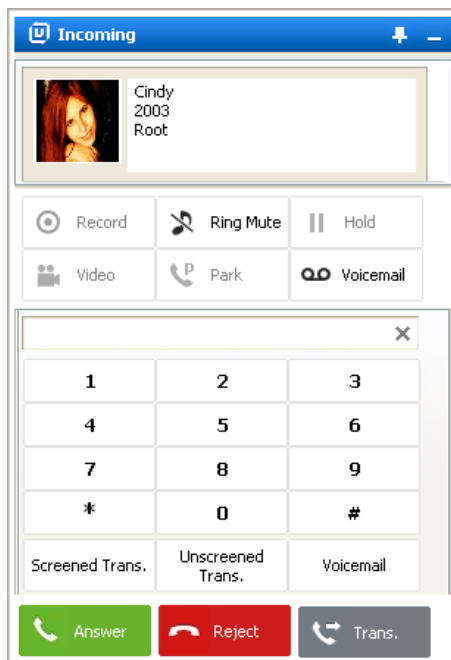 Incoming
Cindy
2003
Root
Record Ring Mute Hold
Video Park Voicemail
1 2 3
4 5 6
7 8 9
* 0 #
Screened Trans. Unscreened Trans. Voicemail
Answer Reject Trans.